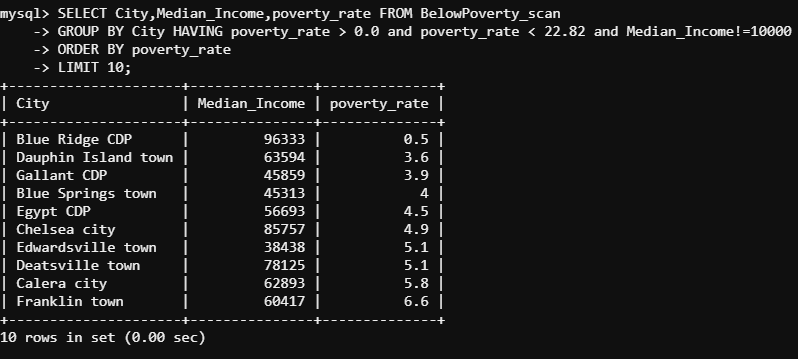 mysql> SELECT City,Median_Income,poverty_rate FROM BelowPoverty_scan
    -> GROUP BY City HAVING poverty_rate > 0.0 and poverty_rate < 22.82 and Median_Income!=10000
    -> ORDER BY poverty_rate
    -> LIMIT 10;
+---------------------+---------------+--------------+
| City                | Median_Income | poverty_rate |
+---------------------+---------------+--------------+
| Blue Ridge CDP      |         96333 |          0.5 |
| Dauphin Island town |         63594 |          3.6 |
| Gallant CDP         |         45859 |          3.9 |
| Blue Springs town   |         45313 |            4 |
| Egypt CDP           |         56693 |          4.5 |
| Chelsea city        |         85757 |          4.9 |
| Edwardsville town   |         38438 |          5.1 |
| Deatsville town     |         78125 |          5.1 |
| Calera city         |         62893 |          5.8 |
| Franklin town       |         60417 |          6.6 |
+---------------------+---------------+--------------+
10 rows in set (0.00 sec)